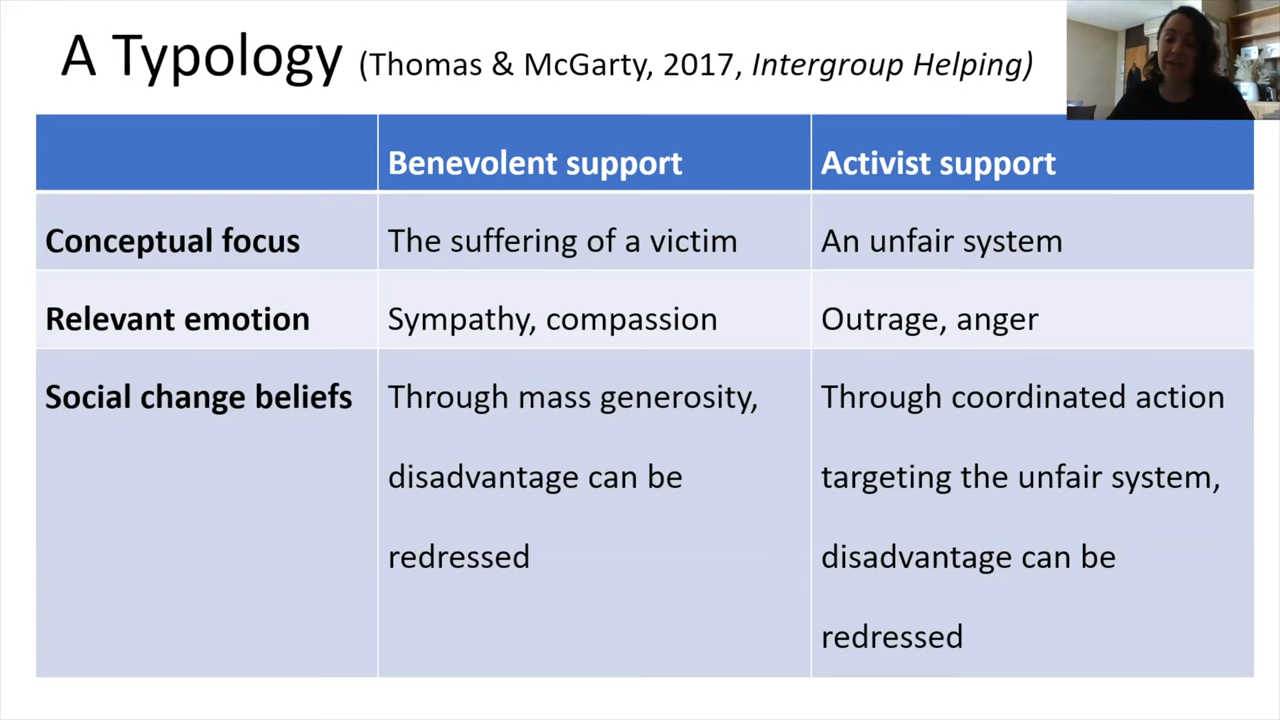 A Typology (Thomas & McGarty, 2017, Intergroup Helping)
Benevolent support
Activist support
Conceptual focus
The suffering of a victim
An unfair system
Relevant emotion
Sympathy, compassion
Outrage, anger
Social change beliefs
Through mass generosity,
disadvantage can be
redressed
Through coordinated action
targeting the unfair system,
disadvantage can be
redressed